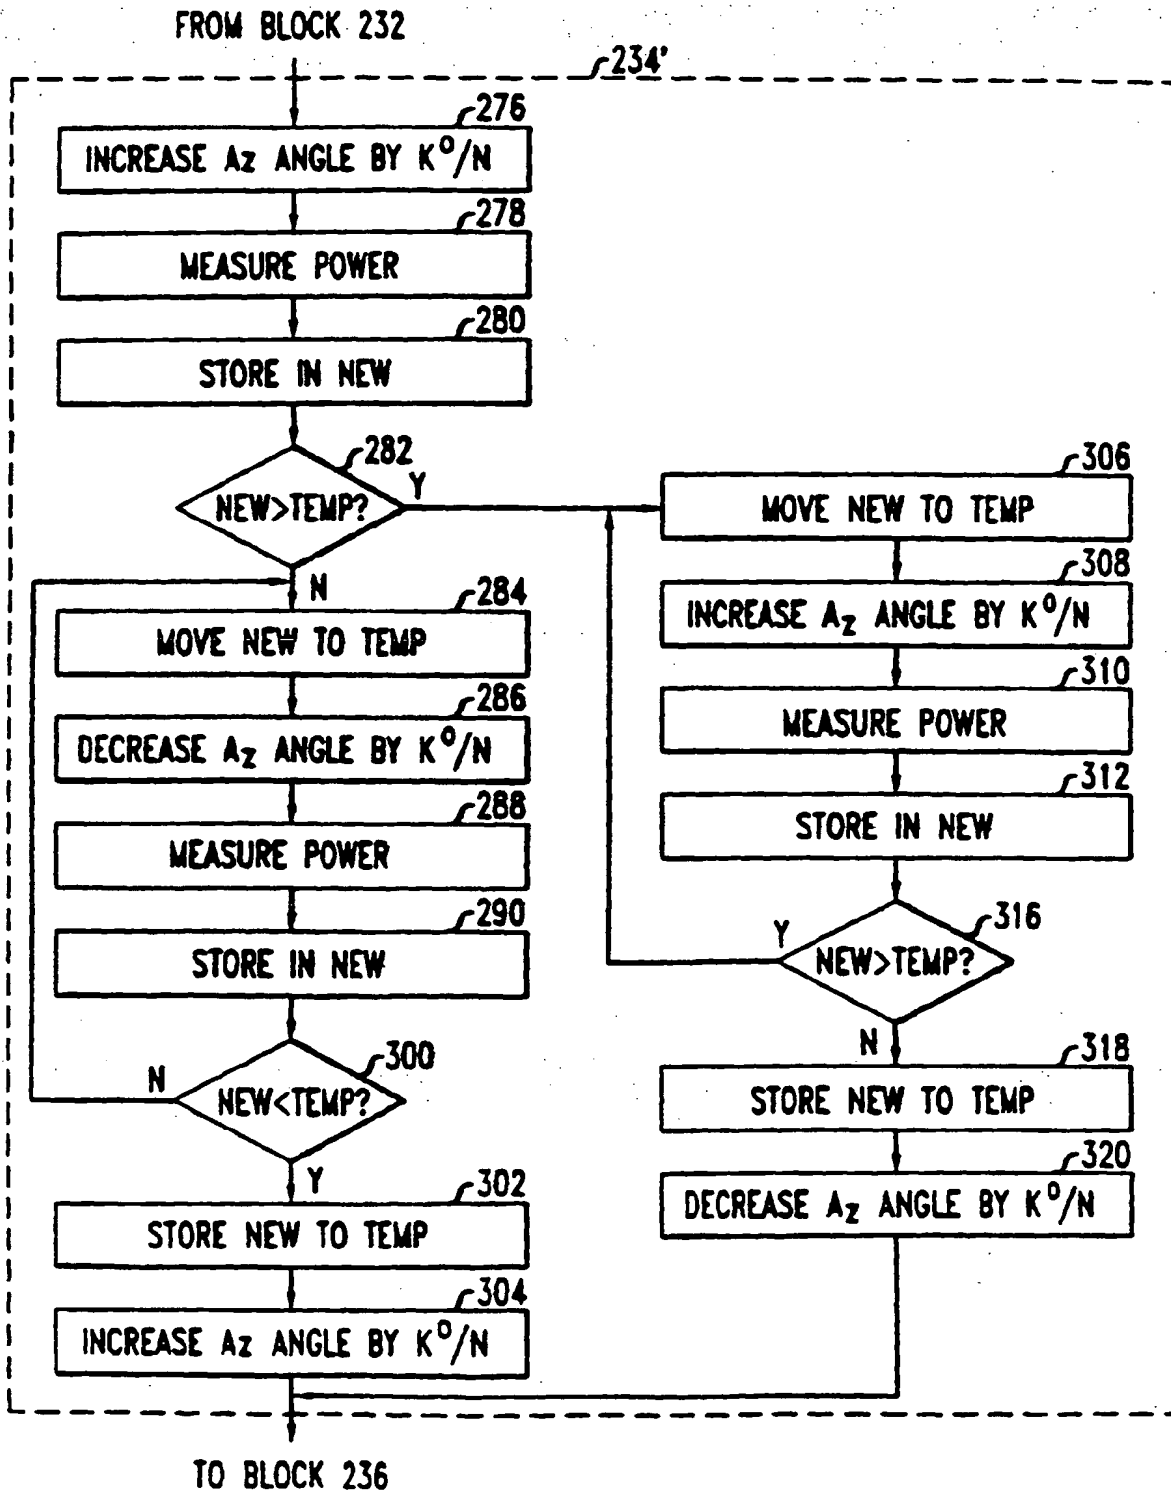 FROM BLOCK 232
234'
276
INCREASE Az ANGLE BY K°/N
278
MEASURE POWER
280
STORE IN NEW
282
NEW>TEMP?
Y
N
284
MOVE NEW TO TEMP
286
DECREASE Az ANGLE BY K°/N
288
MEASURE POWER
290
STORE IN NEW
300
NEW<TEMP?
N
Y
302
STORE NEW TO TEMP
304
INCREASE Az ANGLE BY K°/N
306
MOVE NEW TO TEMP
308
INCREASE Az ANGLE BY K°/N
310
MEASURE POWER
312
STORE IN NEW
316
NEW>TEMP?
Y
N
318
STORE NEW TO TEMP
320
DECREASE Az ANGLE BY K°/N
TO BLOCK 236